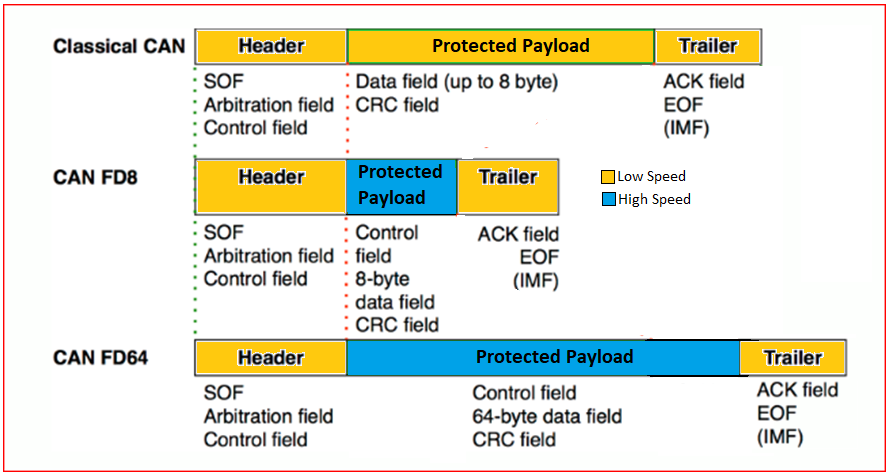 Classical CAN
Header
Protected Payload
Trailer
SOF
Arbitration field
Control field
Data field (up to 8 byte)
CRC field
ACK field
EOF
(IMF)
CAN FD8
Header
Protected
Payload
Trailer
Low Speed
High Speed
SOF
Arbitration field
Control field
Control
field
8-byte
data field
CRC field
ACK field
EOF
(IMF)
CAN FD64
Header
Protected Payload
Trailer
SOF
Arbitration field
Control field
Control field
64-byte data field
CRC field
ACK field
EOF
(IMF)